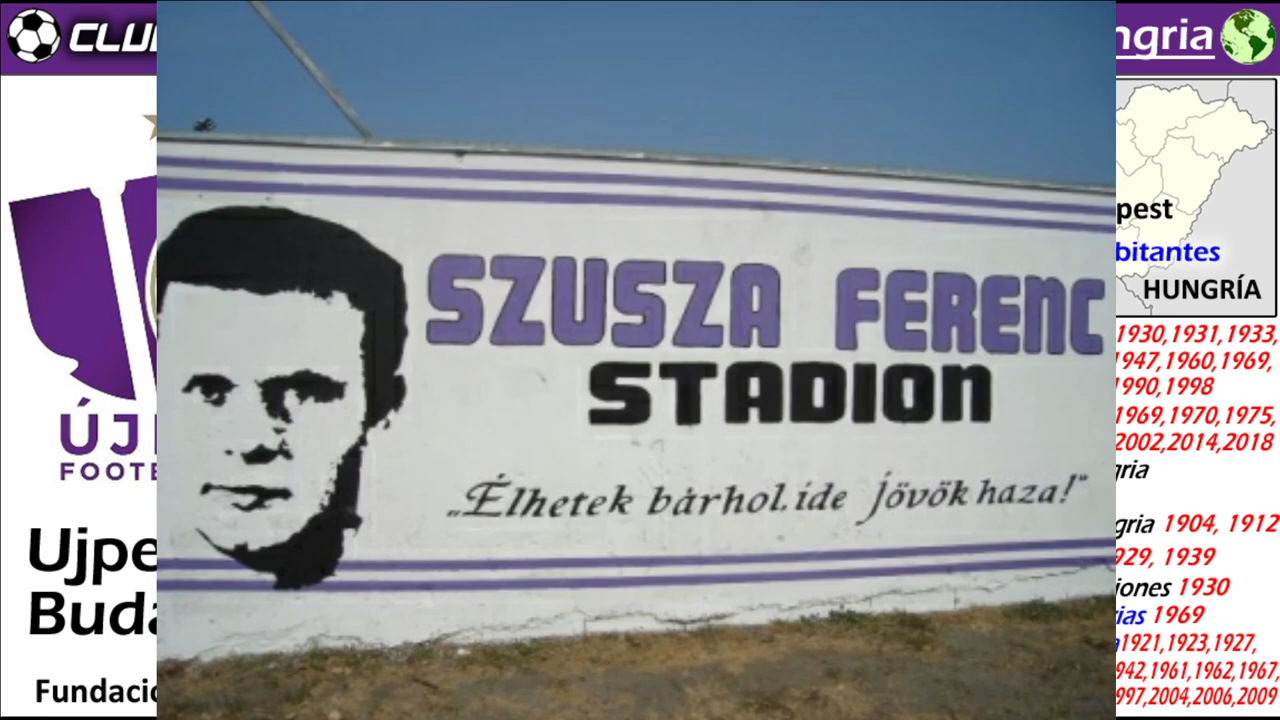 CLU
ngria
SZUSZA FERENC
STADION
„Élhetek bárhol, ide jövök haza!"
ÚJ
FOOTE
Ujpe
Buda
Fundacio
pest
bitantes
HUNGRÍA
1930, 1931, 1933,
1947, 1960, 1969,
1990, 1998
1969, 1970, 1975,
2002, 2014, 2018
gria
gria 1904, 1912
929, 1939
iones 1930
rias 1969
1921, 1923, 1927,
942, 1961, 1962, 1967,
997, 2004, 2006, 2009